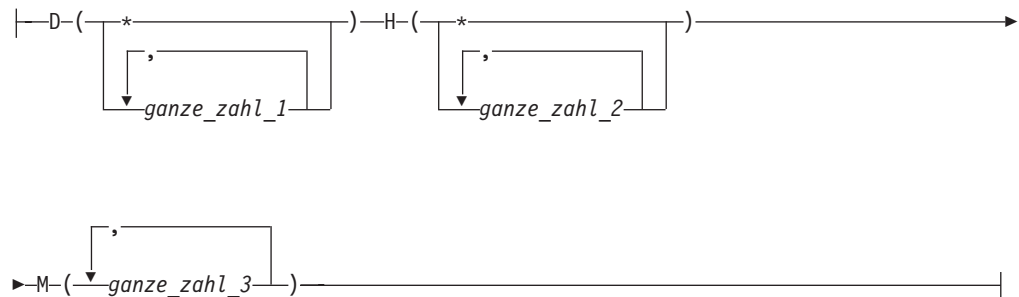 D ( * ) H ( * )
, ,
ganze_zahl_1 ganze_zahl_2
,
M ( ganze_zahl_3 )